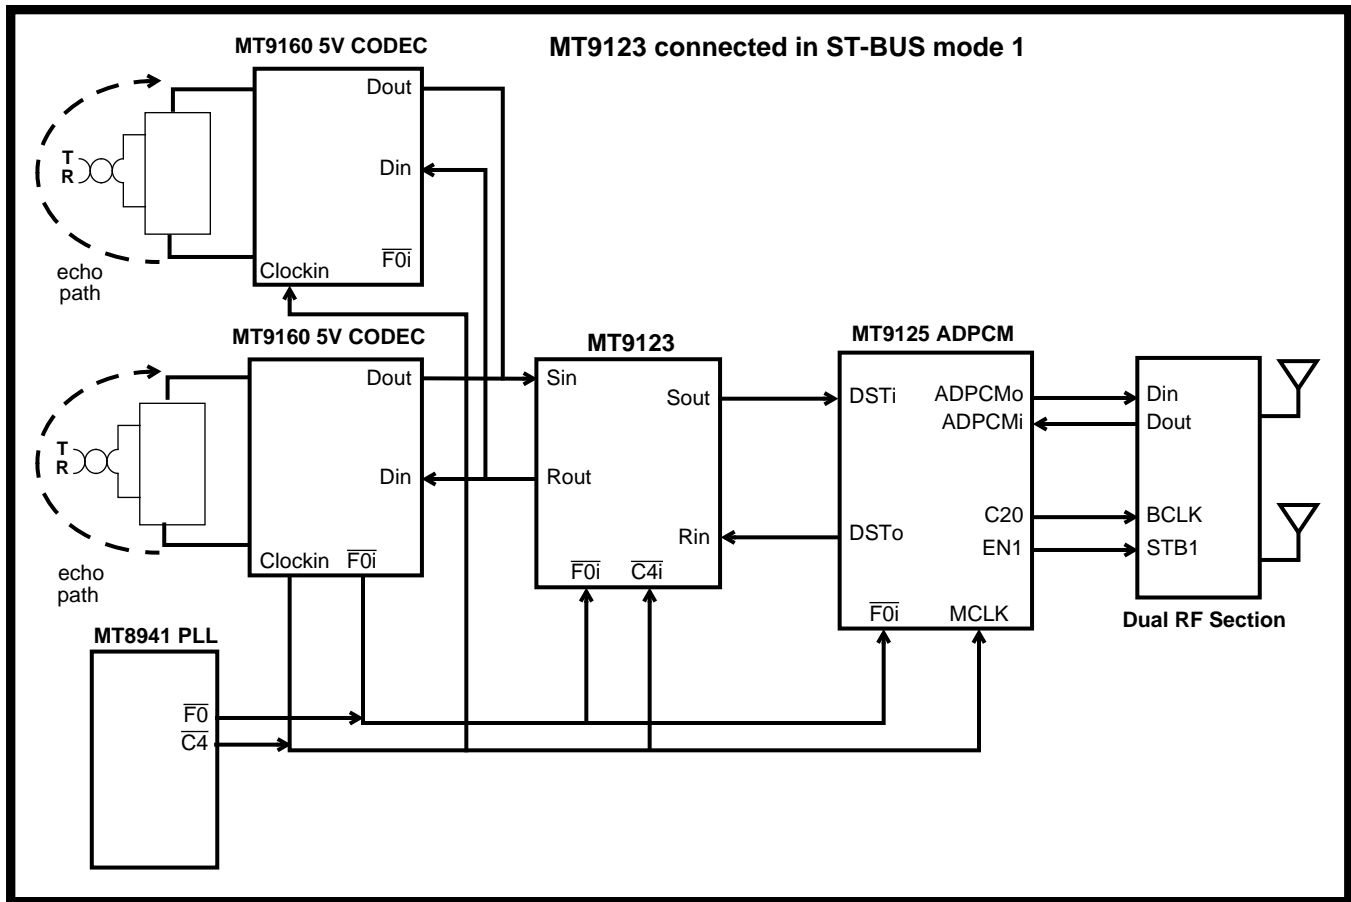 MT9160 5V CODEC
MT9123 connected in ST-BUS mode 1
Dout
Din
F0i
Clockin
T
R
echo
path
MT9160 5V CODEC
Dout
Din
Clockin
F0i
T
R
echo
path
MT9123
Sin
Sout
Rout
Rin
F0i
C4i
MT9125 ADPCM
DSTi
ADPCMo
ADPCMi
C20
DSTo
EN1
F0i
MCLK
Din
Dout
BCLK
STB1
Dual RF Section
MT8941 PLL
F0
C4